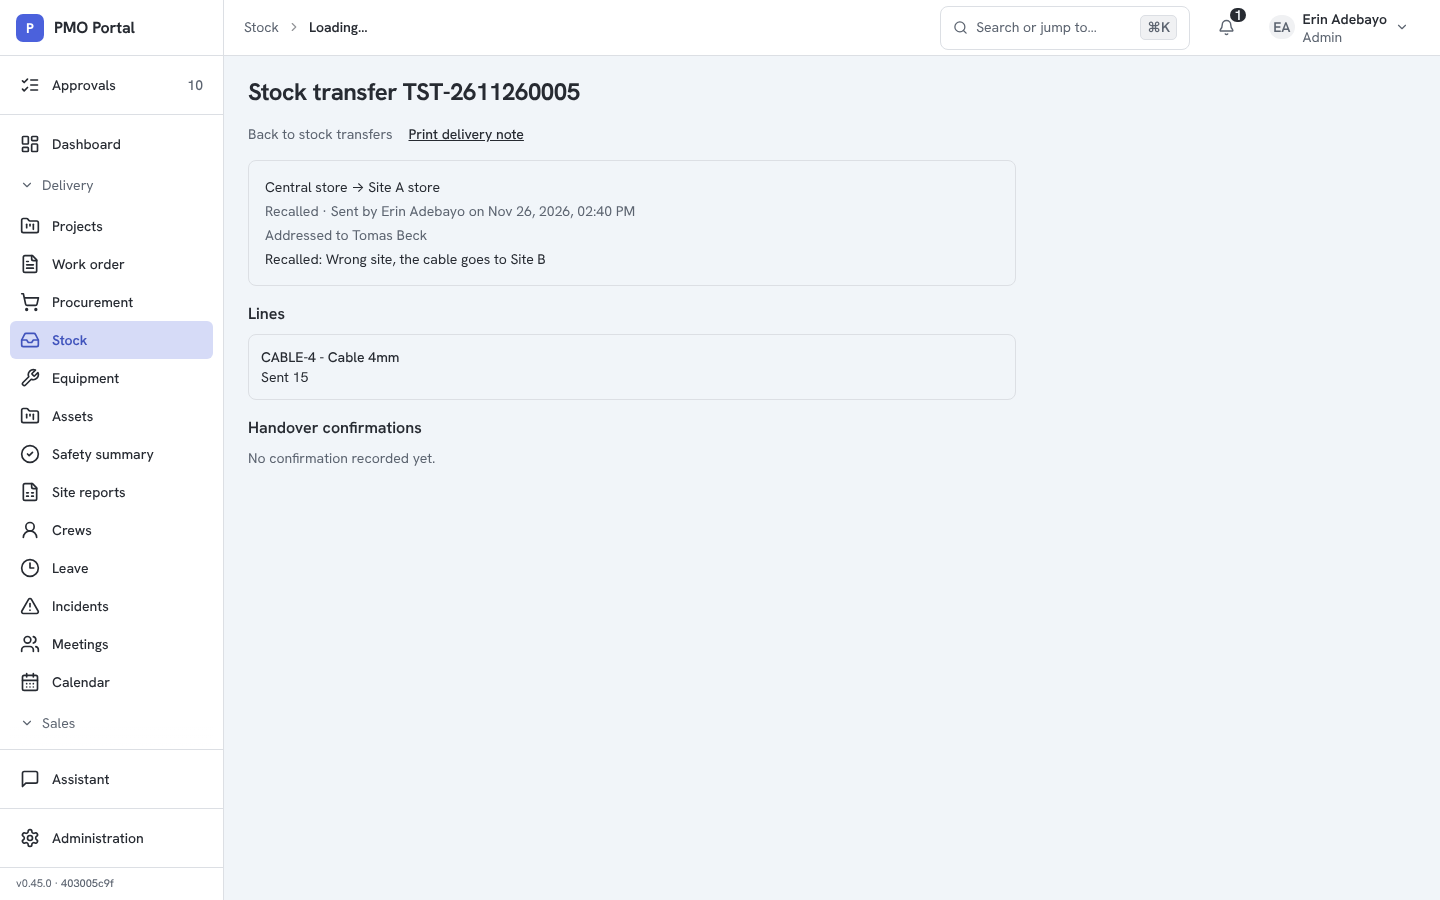 P PMO Portal
Stock > Loading...
Search or jump to... ⌘K
1
EA Erin Adebayo
Admin
Approvals 10
Dashboard
Delivery
Projects
Work order
Procurement
Stock
Equipment
Assets
Safety summary
Site reports
Crews
Leave
Incidents
Meetings
Calendar
Sales
Assistant
Administration
v0.45.0 · 403005c9f
Stock transfer TST-2611260005
Back to stock transfers Print delivery note
Central store → Site A store
Recalled · Sent by Erin Adebayo on Nov 26, 2026, 02:40 PM
Addressed to Tomas Beck
Recalled: Wrong site, the cable goes to Site B
Lines
CABLE-4 - Cable 4mm
Sent 15
Handover confirmations
No confirmation recorded yet.